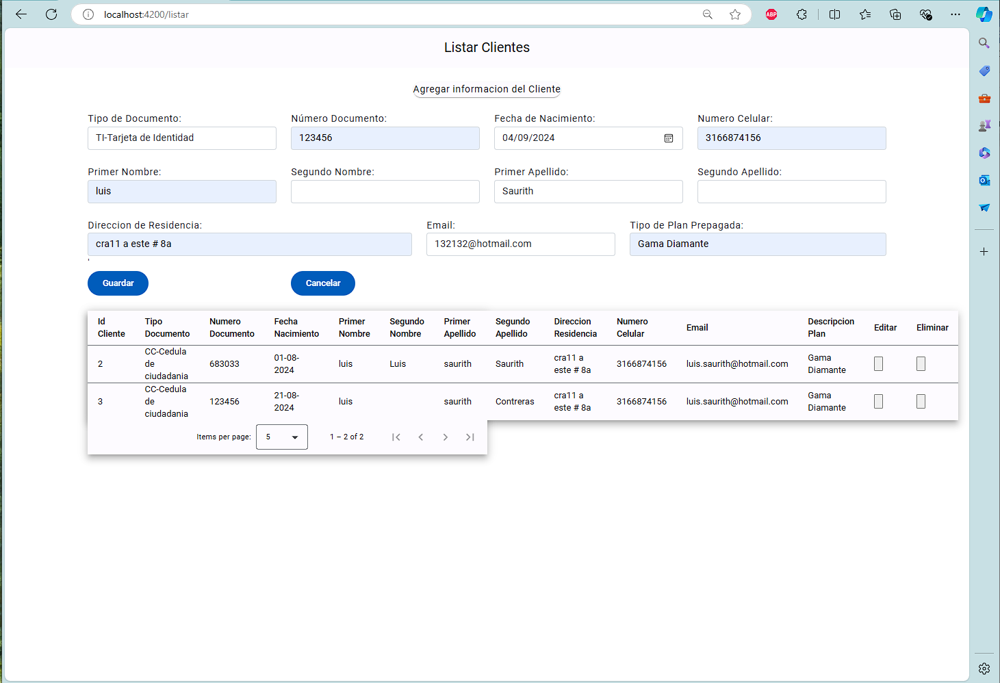 localhost:4200/listar
ABP
Listar Clientes
Agregar informacion del Cliente
Tipo de Documento: Número Documento: Fecha de Nacimiento: Numero Celular:
TI-Tarjeta de Identidad 123456 04/09/2024 3166874156
Primer Nombre: Segundo Nombre: Primer Apellido: Segundo Apellido:
luis Saurith
Direccion de Residencia: Email: Tipo de Plan Prepagada:
cra11 a este # 8a 132132@hotmail.com Gama Diamante
'
Guardar Cancelar
Id Tipo Numero Fecha Primer Segundo Primer Segundo Direccion Numero Descripcion
Cliente Documento Documento Nacimiento Nombre Nombre Apellido Apellido Residencia Celular Email Plan Editar Eliminar
CC-Cedula 01-08- cra11 a Gama
2 de 683033 luis Luis saurith Saurith 3166874156 luis.saurith@hotmail.com
ciudadania 2024 este # 8a Diamante
CC-Cedula 21-08- cra11 a Gama
3 de 123456 luis saurith Contreras 3166874156 luis.saurith@hotmail.com
ciudadania 2024 este # 8a Diamante
Items per page: 5 1 – 2 of 2